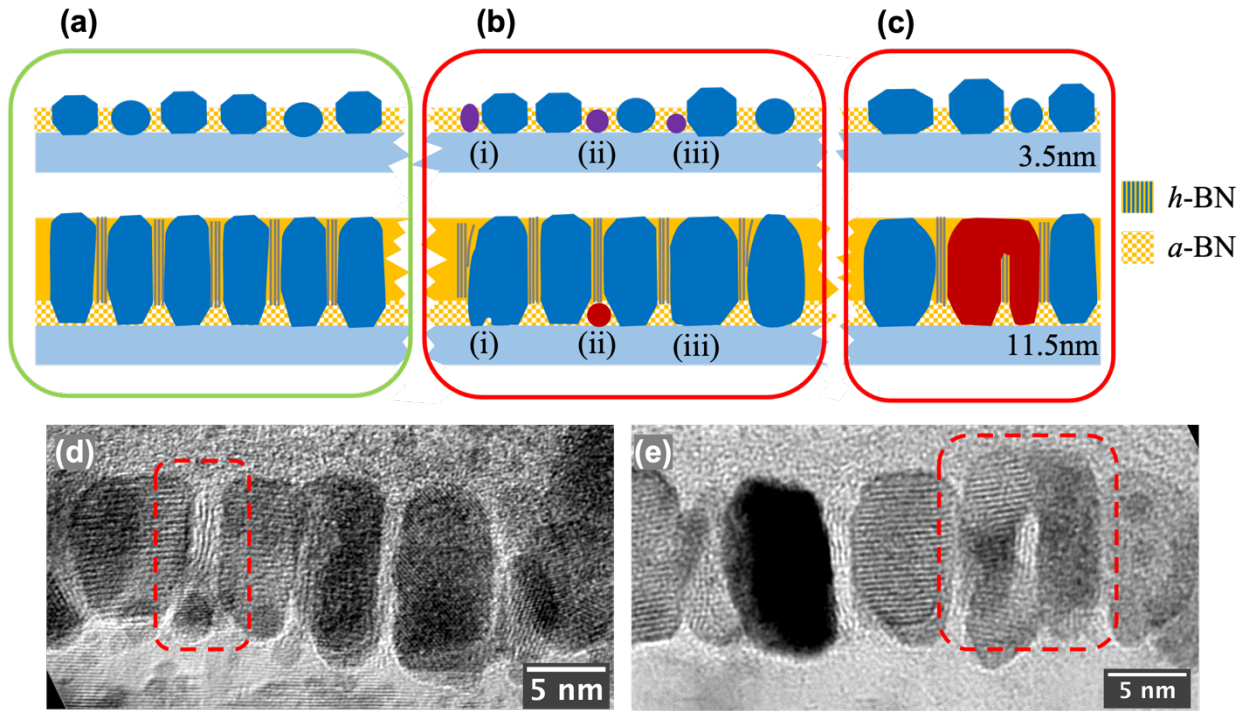 (a)
(b)
(c)
(i)
(ii)
(iii)
3.5nm
h-BN
a-BN
(i)
(ii)
(iii)
11.5nm
(d)
(e)
5 nm
5 nm